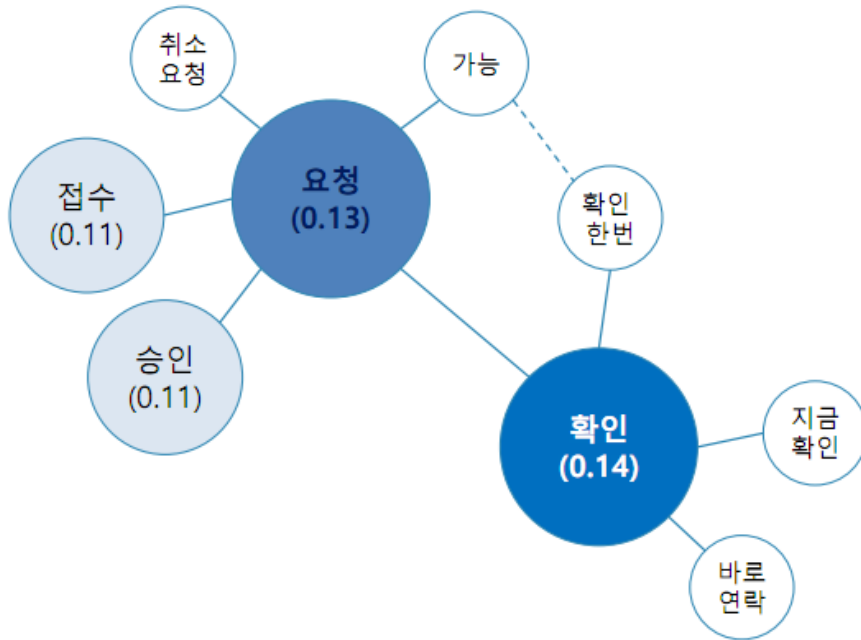 취소
요청
가능
요청
(0.13)
접수
(0.11)
확인
한번
승인
(0.11)
확인
(0.14)
지금
확인
바로
연락